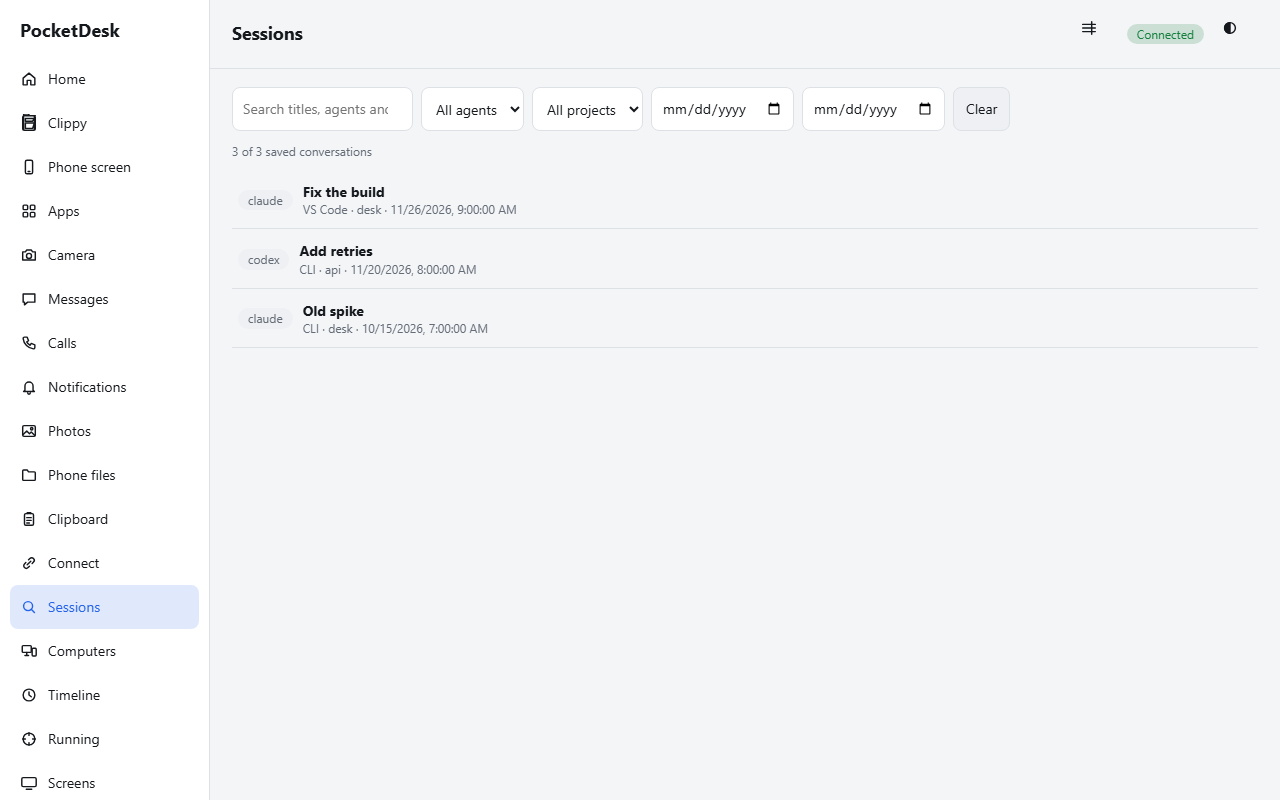 PocketDesk
Home
Clippy
Phone screen
Apps
Camera
Messages
Calls
Notifications
Photos
Phone files
Clipboard
Connect
Sessions
Computers
Timeline
Running
Screens
Sessions
Connected
Search titles, agents and
All agents
All projects
mm/dd/yyyy
mm/dd/yyyy
Clear
3 of 3 saved conversations
claude
Fix the build
VS Code · desk · 11/26/2026, 9:00:00 AM
codex
Add retries
CLI · api · 11/20/2026, 8:00:00 AM
claude
Old spike
CLI · desk · 10/15/2026, 7:00:00 AM